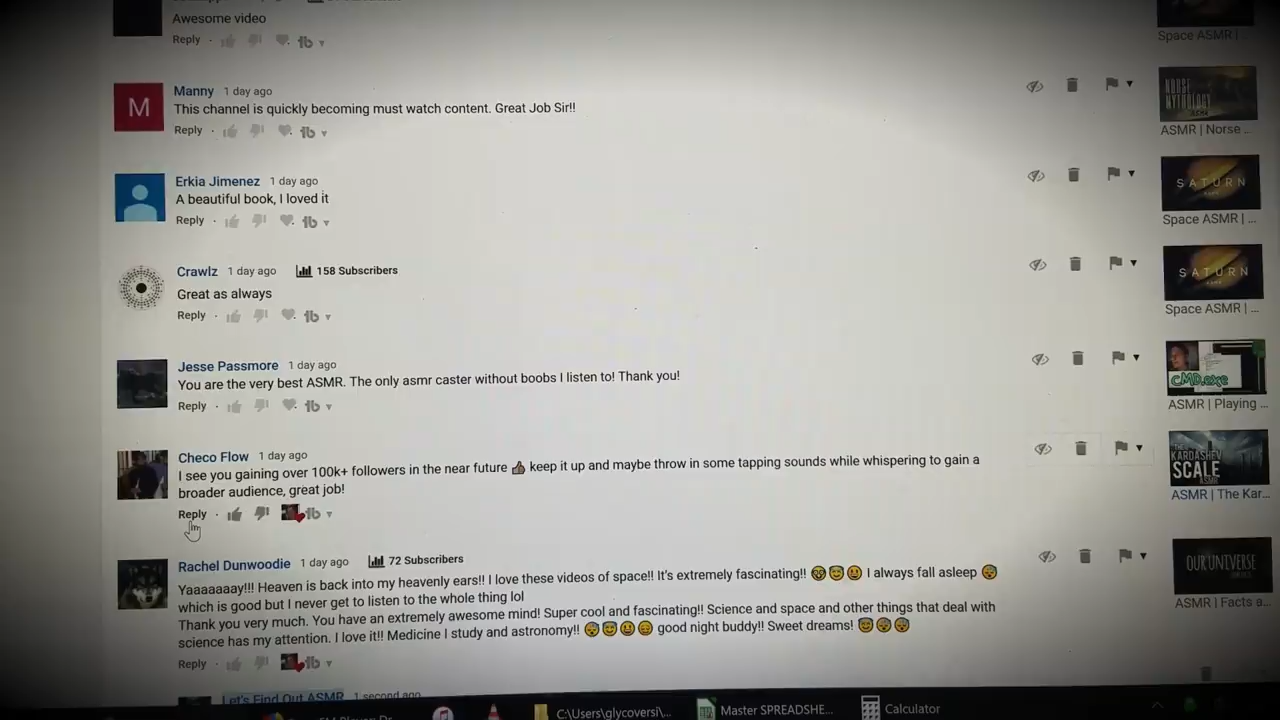 Awesome video
Reply
Space ASMR | ...
Manny 1 day ago
This channel is quickly becoming must watch content. Great Job Sir!!
Reply
M
NORSE
MYTHOLOGY
ASMR
ASMR | Norse ...
Erkia Jimenez 1 day ago
A beautiful book, I loved it
Reply
SATURN
Space ASMR | ...
Crawlz 1 day ago 158 Subscribers
Great as always
Reply
SATURN
Space ASMR | ...
Jesse Passmore 1 day ago
You are the very best ASMR. The only asmr caster without boobs I listen to! Thank you!
Reply
CMD.exe
ASMR | Playing ...
Checo Flow 1 day ago
I see you gaining over 100k+ followers in the near future 👍 keep it up and maybe throw in some tapping sounds while whispering to gain a
broader audience, great job!
Reply
THE
KARDASHEV
SCALE
ASMR
ASMR | The Kar...
Rachel Dunwoodie 1 day ago 72 Subscribers
Yaaaaaaay!!! Heaven is back into my heavenly ears!! I love these videos of space!! It's extremely fascinating!! I always fall asleep
which is good but I never get to listen to the whole thing lol
Thank you very much. You have an extremely awesome mind! Super cool and fascinating!! Science and space and other things that deal with
science has my attention. I love it!! Medicine I study and astronomy!! good night buddy!! Sweet dreams!
Reply
OUR UNIVERSE
ASMR | Facts a...
Let's Find Out ASMR 1 second ago
C:\Users\glycoversi\...
Master SPREADSHE...
Calculator